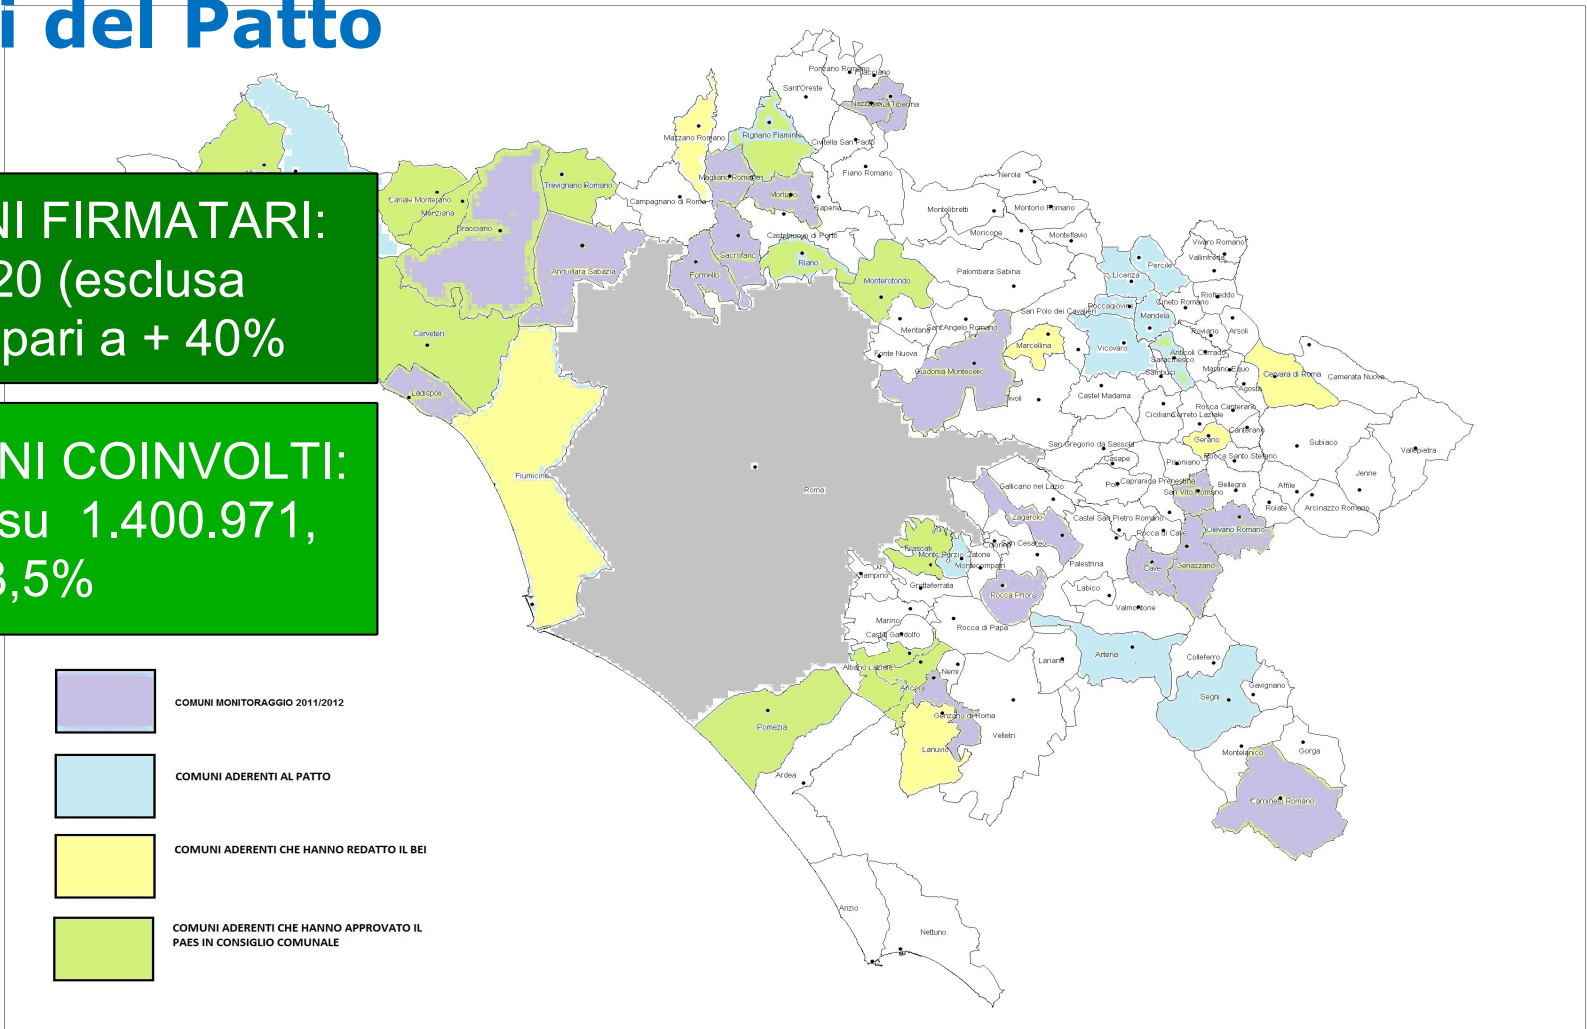 i del Patto
NI FIRMATARI:
20 (esclusa
pari a + 40%
NI COINVOLTI:
su 1.400.971,
3,5%
COMUNI MONITORAGGIO 2011/2012
COMUNI ADERENTI AL PATTO
COMUNI ADERENTI CHE HANNO REDATTO IL BEI
COMUNI ADERENTI CHE HANNO APPROVATO IL
PAES IN CONSIGLIO COMUNALE
Ponzano Romano
Sant'Oreste
Mazzano Romano
Rignano Flaminio
Civitella San Paolo
Fiano Romano
Magliano Romano
Morlupo
Capena
Campagnano di Roma
Castelnuovo di Porto
Trevignano Romano
Canale Monterano
Manziana
Bracciano
Anguillara Sabazia
Cerveteri
Ladispoli
Fiumicino
Formello
Sacrofano
Riano
Monterotondo
Mentana
Fonte Nuova
Sant'Angelo Romano
Guidonia Montecelio
Nerola
Montelibretti
Montorio Romano
Moricone
Monteflavio
Palombara Sabina
San Polo dei Cavalieri
Marcellina
Tivoli
Percile
Licenza
Roccagiovine
Mandela
Vicovaro
Vivaro Romano
Vallinfreda
Riofreddo
Cineto Romano
Roviano
Arsoli
Anticoli Corrado
Saracinesco
Sambuci
Marano Equo
Agosta
Cervara di Roma
Camerata Nuova
Castel Madama
Ciciliano
Cerreto Laziale
Rocca Canterano
Canterano
Gerano
Rocca Santo Stefano
Subiaco
Vallepietra
Jenne
San Gregorio da Sassola
Casape
Poli
Pisoniano
Capranica Prenestina
San Vito Romano
Bellegra
Affile
Roiate
Arcinazzo Romano
Olevano Romano
Gallicano nel Lazio
Zagarolo
Castel San Pietro Romano
Rocca di Cave
Cave
Genazzano
Palestrina
Labico
Valmontone
Colonna
San Cesareo
Roma
Frascati
Monte Porzio Catone
Montecompatri
Ciampino
Grottaferrata
Rocca Priora
Marino
Castel Gandolfo
Rocca di Papa
Albano Laziale
Ariccia
Nemi
Genzano di Roma
Lanuvio
Velletri
Lariano
Artena
Colleferro
Segni
Gavignano
Montelanico
Gorga
Carpineto Romano
Pomezia
Ardea
Anzio
Nettuno